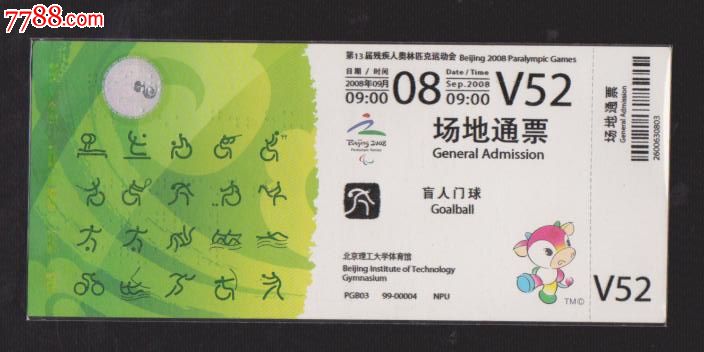 7788.com
第13届残疾人奥林匹克运动会 Beijing 2008 Paralympic Games
日期 / 时间
2008年09月
09:00
08
Date / Time
Sep.2008
09:00
V52
Beijing 2008
Paralympic Games
场地通票
General Admission
盲人门球
Goalball
北京理工大学体育馆
Beijing Institute of Technology
Gymnasium
PGB03 99-00004 NPU
TM©
场地通票
General Admission
2600630803
V52